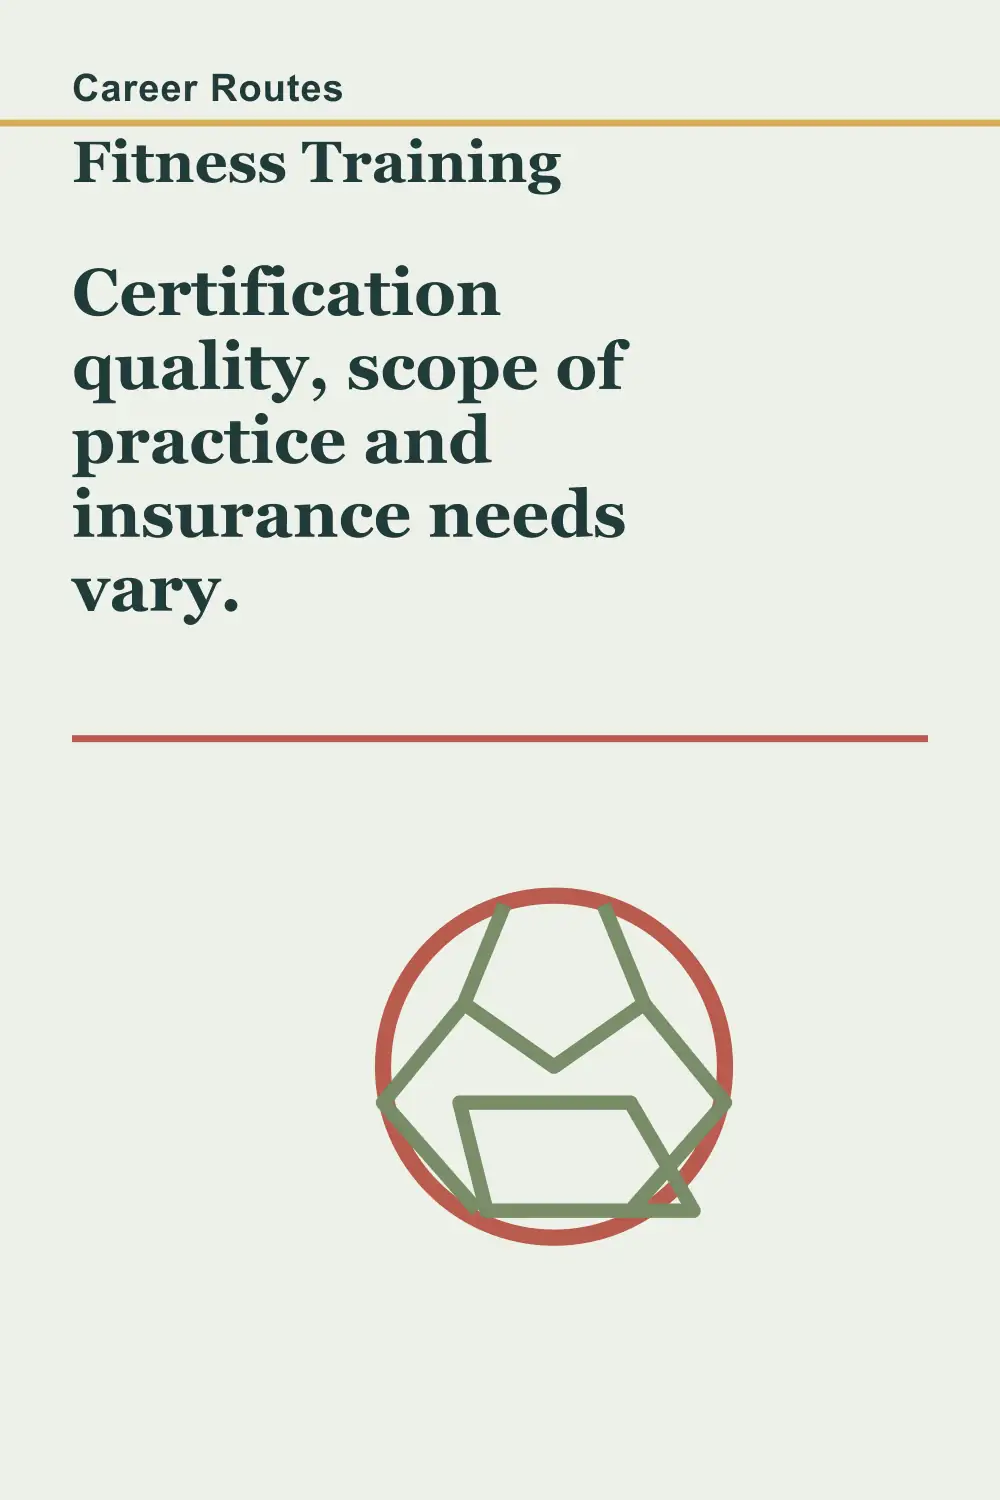 Career Routes
Fitness Training
Certification
quality, scope of
practice and
insurance needs
vary.